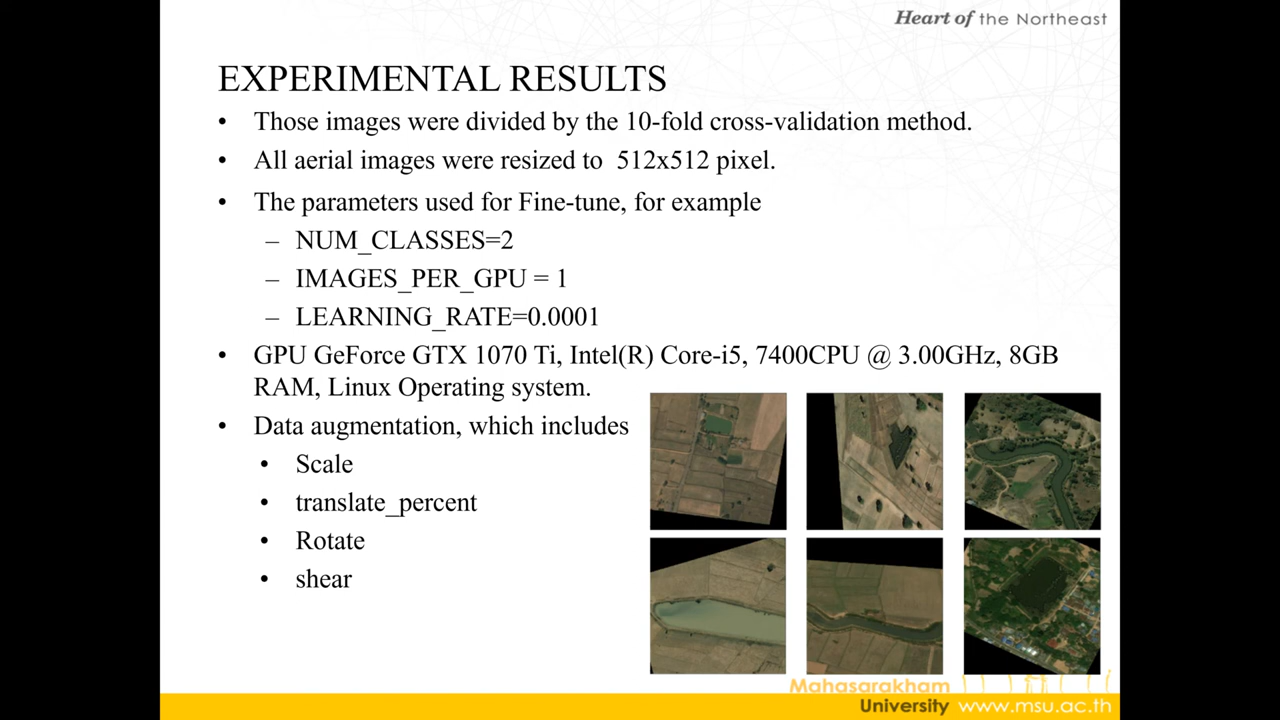 Heart of the Northeast
EXPERIMENTAL RESULTS
• Those images were divided by the 10-fold cross-validation method.
• All aerial images were resized to 512x512 pixel.
• The parameters used for Fine-tune, for example
– NUM_CLASSES=2
– IMAGES_PER_GPU = 1
– LEARNING_RATE=0.0001
• GPU GeForce GTX 1070 Ti, Intel(R) Core-i5, 7400CPU @ 3.00GHz, 8GB
RAM, Linux Operating system.
• Data augmentation, which includes
• Scale
• translate_percent
• Rotate
• shear
Mahasarakham
University www.msu.ac.th